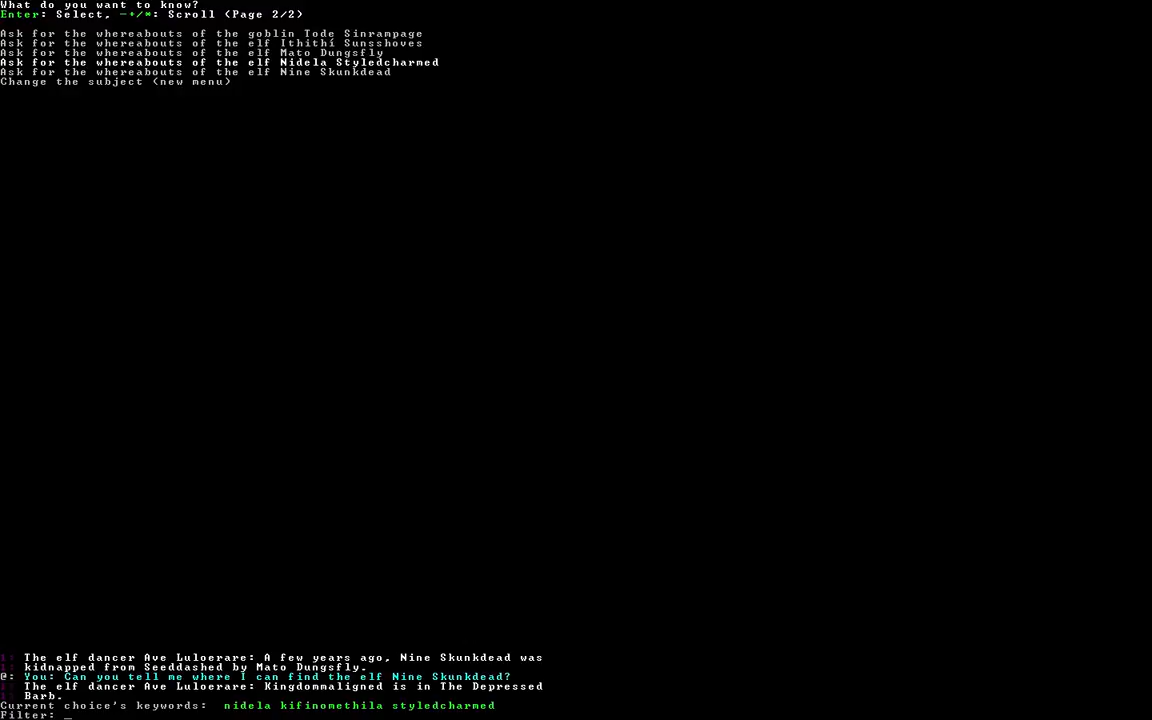 What do you want to know?
Enter: Select, -+/*: Scroll (Page 2/2)
Ask for the whereabouts of the goblin Tode Sinrampage
Ask for the whereabouts of the elf Ithithí Sunsshoves
Ask for the whereabouts of the elf Mato Dungsfly
Ask for the whereabouts of the elf Nidela Styledcharmed
Ask for the whereabouts of the elf Nine Skunkdead
Change the subject (new menu)
The elf dancer Ave Luloerare: A few years ago, Nine Skunkdead was
kidnapped from Seeddashed by Mato Dungsfly.
@: You: Can you tell me where I can find the elf Nine Skunkdead?
The elf dancer Ave Luloerare: Kingdommaligned is in The Depressed
Barb.
Current choice's keywords: nidela kifinomethila styledcharmed
Filter: _